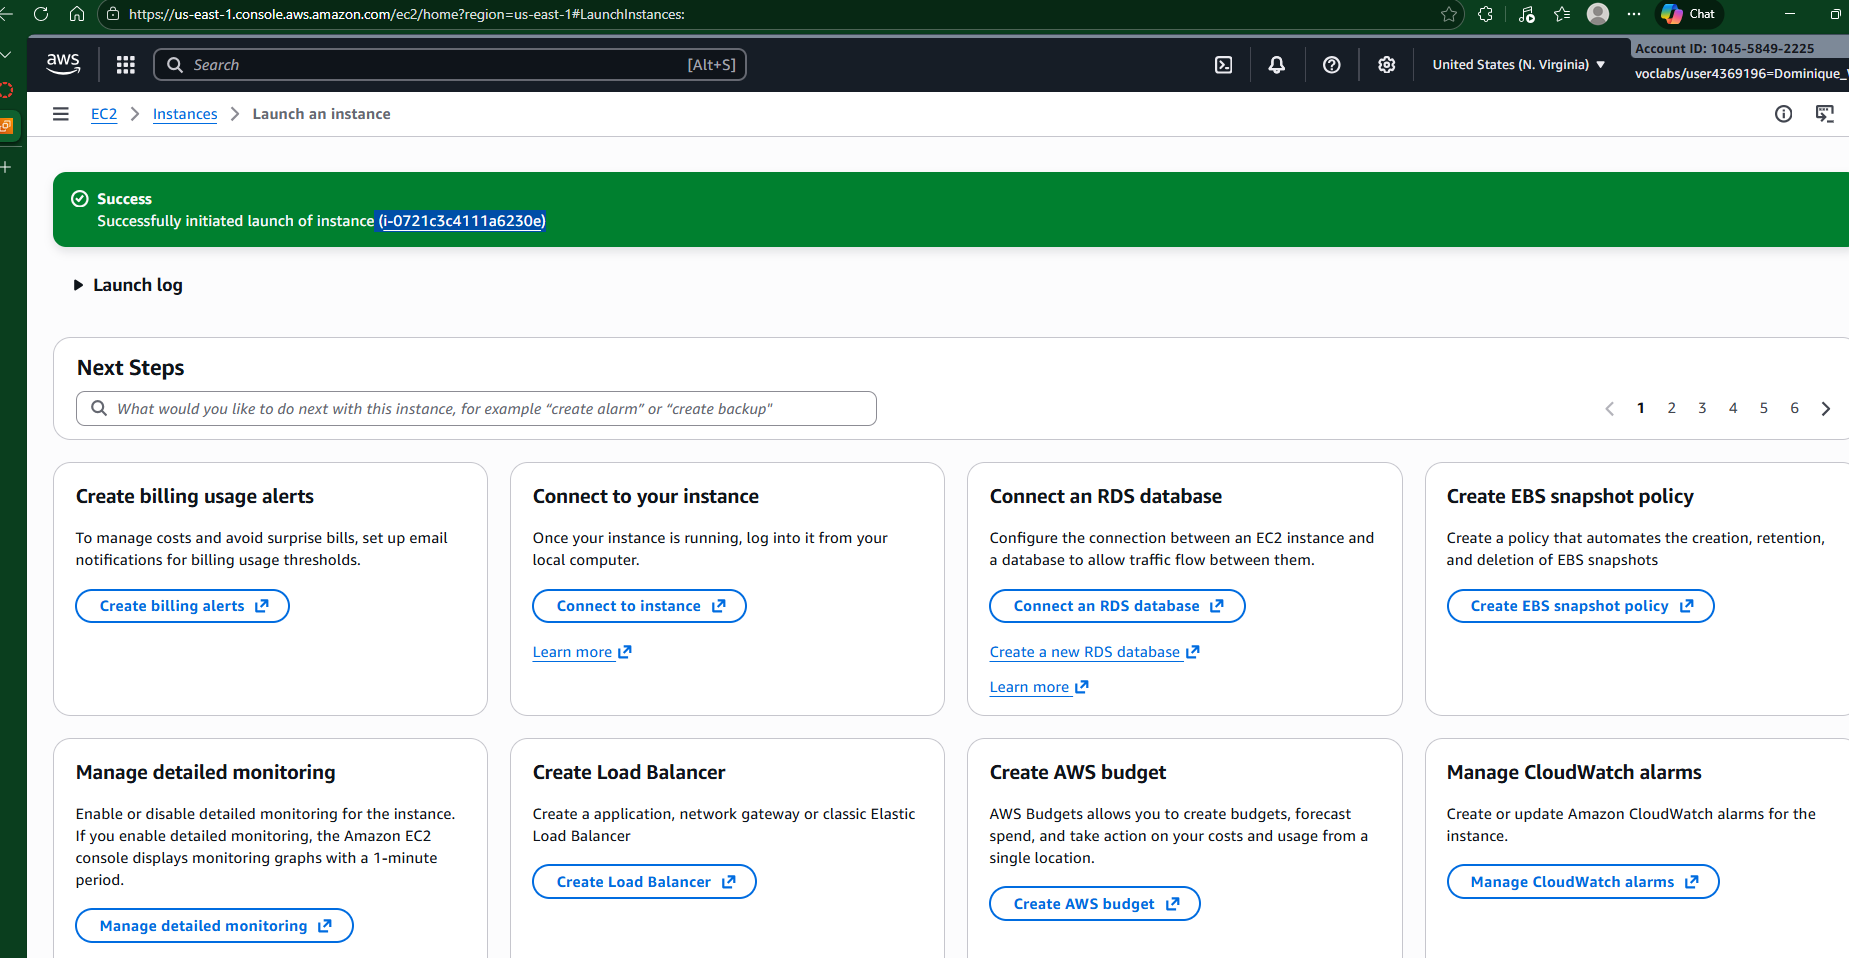 https://us-east-1.console.aws.amazon.com/ec2/home?region=us-east-1#LaunchInstances:
Chat
aws
Search
[Alt+S]
United States (N. Virginia)
Account ID: 1045-5849-2225
voclabs/user4369196=Dominique_
EC2 > Instances > Launch an instance
Success
Successfully initiated launch of instance (i-0721c3c4111a6230e)
Launch log
Next Steps
What would you like to do next with this instance, for example “create alarm” or “create backup"
1 2 3 4 5 6
Create billing usage alerts
To manage costs and avoid surprise bills, set up email
notifications for billing usage thresholds.
Create billing alerts
Connect to your instance
Once your instance is running, log into it from your
local computer.
Connect to instance
Learn more
Connect an RDS database
Configure the connection between an EC2 instance and
a database to allow traffic flow between them.
Connect an RDS database
Create a new RDS database
Learn more
Create EBS snapshot policy
Create a policy that automates the creation, retention,
and deletion of EBS snapshots
Create EBS snapshot policy
Manage detailed monitoring
Enable or disable detailed monitoring for the instance.
If you enable detailed monitoring, the Amazon EC2
console displays monitoring graphs with a 1-minute
period.
Manage detailed monitoring
Create Load Balancer
Create a application, network gateway or classic Elastic
Load Balancer
Create Load Balancer
Create AWS budget
AWS Budgets allows you to create budgets, forecast
spend, and take action on your costs and usage from a
single location.
Create AWS budget
Manage CloudWatch alarms
Create or update Amazon CloudWatch alarms for the
instance.
Manage CloudWatch alarms